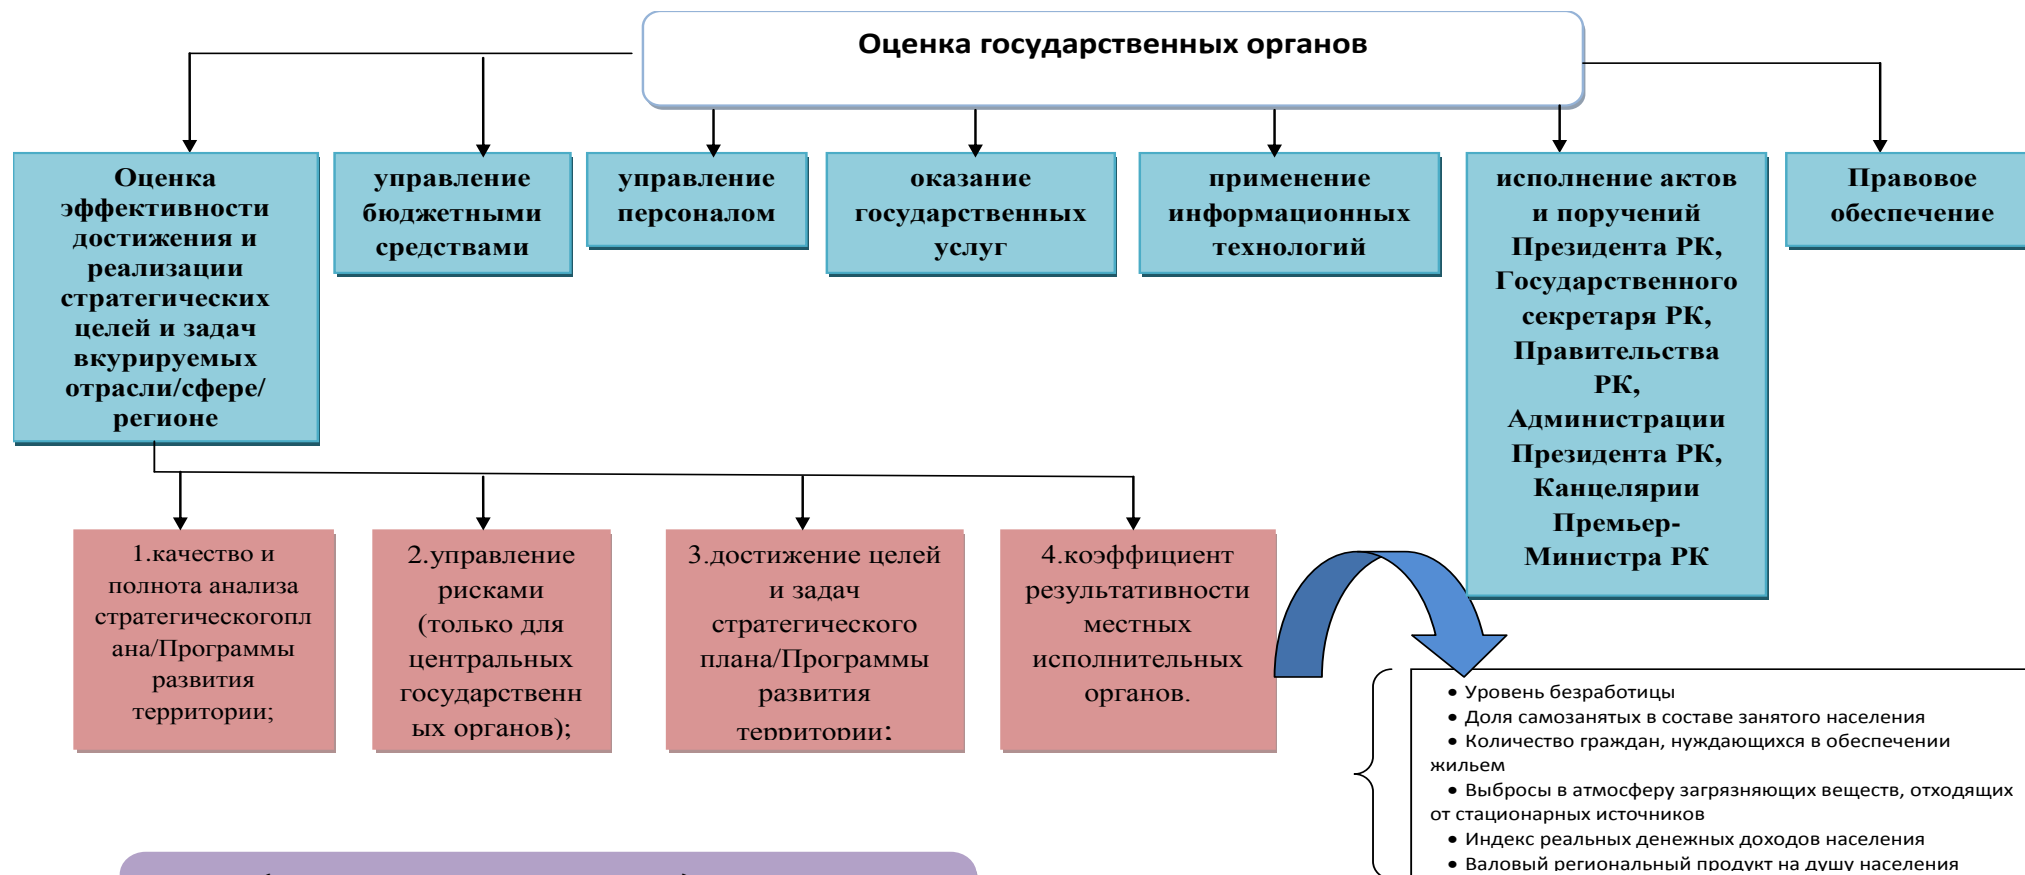 Оценка государственных органов
Оценка
эффективности
достижения и
реализации
стратегических
целей и задач
вкурируемых
отрасли/сфере/
регионе
управление
бюджетными
средствами
управление
персоналом
оказание
государственных
услуг
применение
информационных
технологий
исполнение актов
и поручений
Президента РК,
Государственного
секретаря РК,
Правительства
РК,
Администрации
Президента РК,
Канцелярии
Премьер-
Министра РК
Правовое
обеспечение
1.качество и
полнота анализа
стратегическогопл
ана/Программы
развития
территории;
2.управление
рисками
(только для
центральных
государственн
ых органов);
3.достижение целей
и задач
стратегического
плана/Программы
развития
территории;
4.коэффициент
результативности
местных
исполнительных
органов.
• Уровень безработицы
• Доля самозанятых в составе занятого населения
• Количество граждан, нуждающихся в обеспечении
жильем
• Выбросы в атмосферу загрязняющих веществ, отходящих
от стационарных источников
• Индекс реальных денежных доходов населения
• Валовый региональный продукт на душу населения